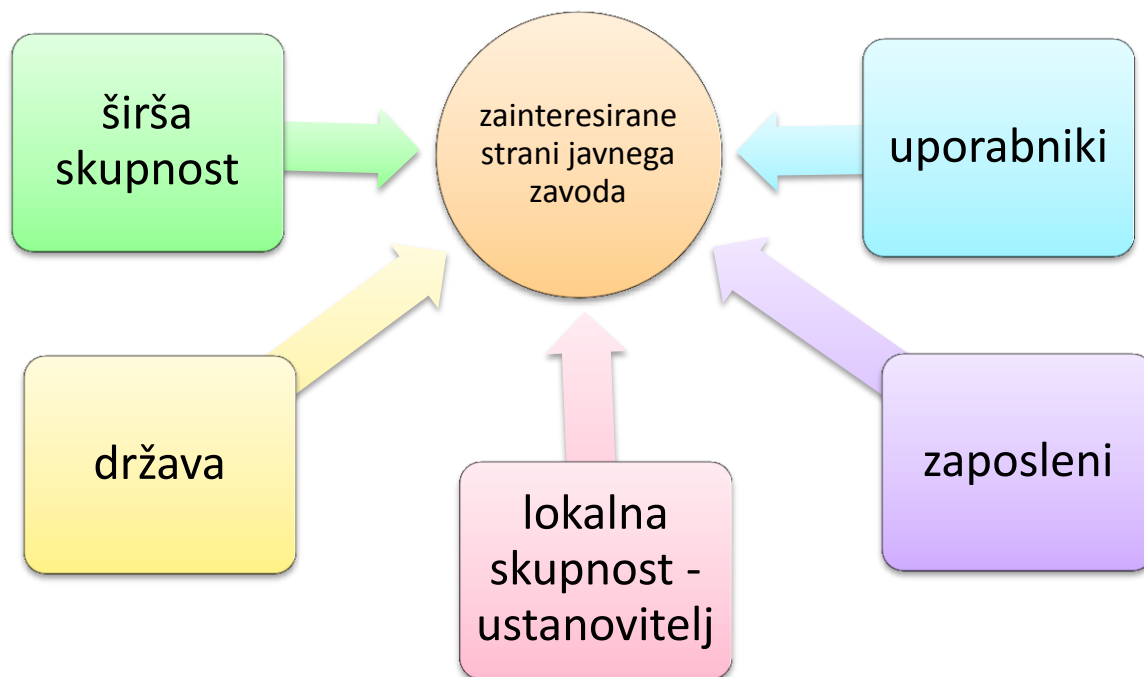 širša
skupnost
zainteresirane
strani javnega
zavoda
uporabniki
država
lokalna
skupnost -
ustanovitelj
zaposleni